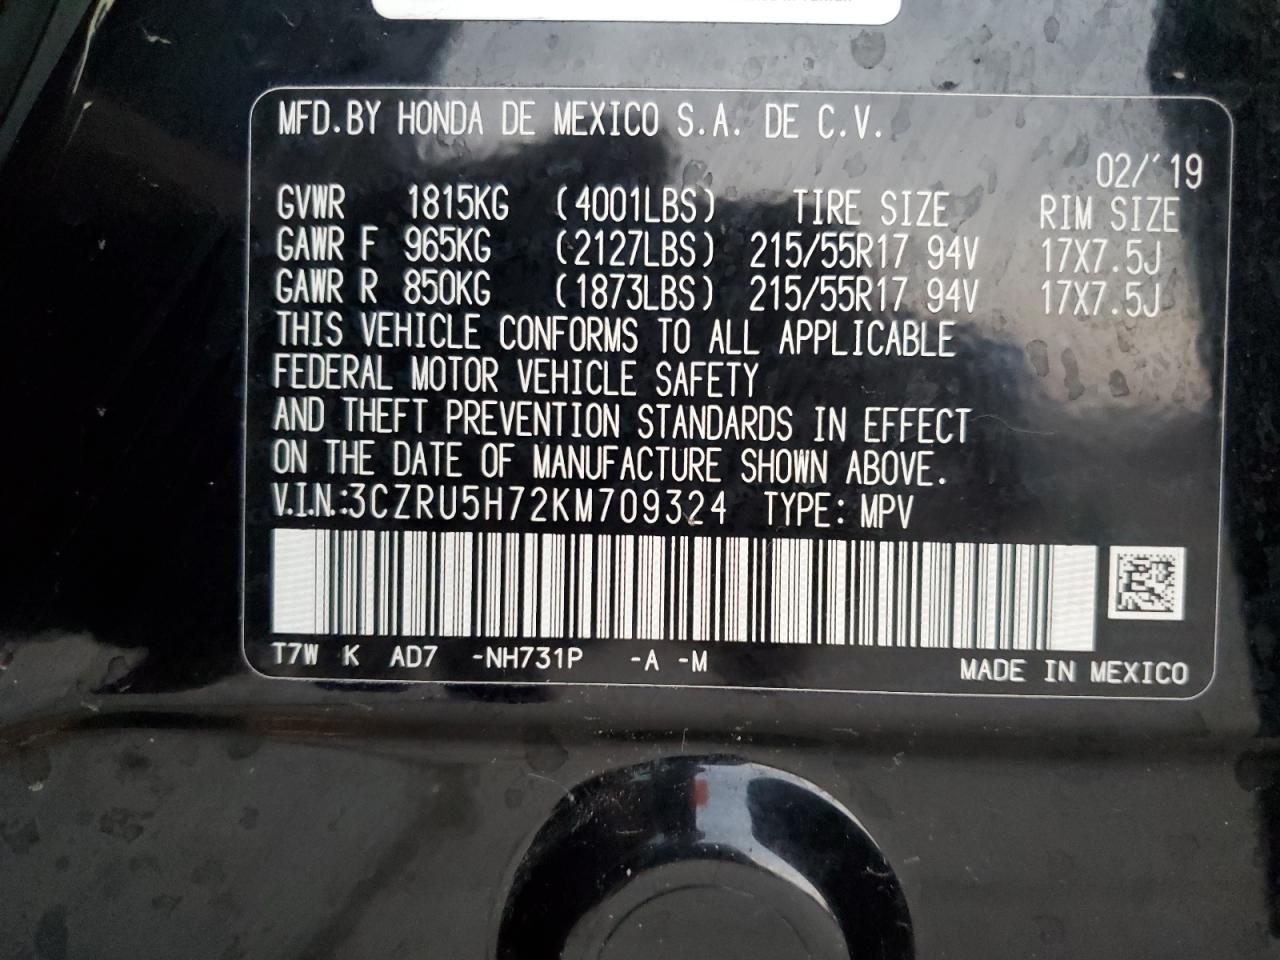 MFD.BY HONDA DE MEXICO S.A. DE C.V.
02/'19
GVWR 1815KG (4001LBS) TIRE SIZE RIM SIZE
GAWR F 965KG (2127LBS) 215/55R17 94V 17X7.5J
GAWR R 850KG (1873LBS) 215/55R17 94V 17X7.5J
THIS VEHICLE CONFORMS TO ALL APPLICABLE
FEDERAL MOTOR VEHICLE SAFETY
AND THEFT PREVENTION STANDARDS IN EFFECT
ON THE DATE OF MANUFACTURE SHOWN ABOVE.
V.I.N.:3CZRU5H72KM709324 TYPE: MPV
T7W K AD7 -NH731P -A -M
MADE IN MEXICO